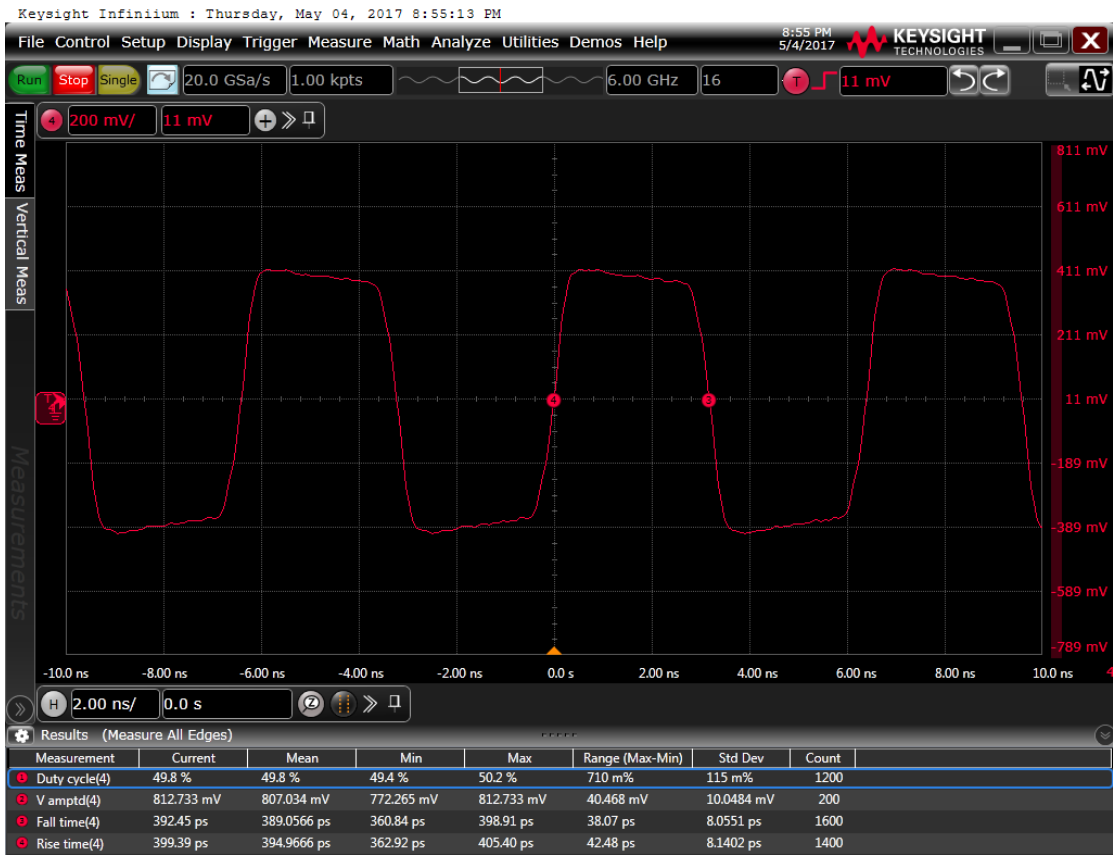 Keysight Infiniium : Thursday, May 04, 2017 8:55:13 PM
File Control Setup Display Trigger Measure Math Analyze Utilities Demos Help 8:55 PM 5/4/2017 KEYSIGHT TECHNOLOGIES X
Run Stop Single 20.0 GSa/s 1.00 kpts 6.00 GHz 16 T 11 mV
4 200 mV/ 11 mV
Time Meas
Vertical Meas
Measurements
811 mV
611 mV
411 mV
211 mV
T 4 3 11 mV
-189 mV
-389 mV
-589 mV
-789 mV
-10.0 ns -8.00 ns -6.00 ns -4.00 ns -2.00 ns 0.0 s 2.00 ns 4.00 ns 6.00 ns 8.00 ns 10.0 ns 4
H 2.00 ns/ 0.0 s Z
Results (Measure All Edges)
Measurement Current Mean Min Max Range (Max-Min) Std Dev Count
1 Duty cycle(4) 49.8 % 49.8 % 49.4 % 50.2 % 710 m% 115 m% 1200
2 V amptd(4) 812.733 mV 807.034 mV 772.265 mV 812.733 mV 40.468 mV 10.0484 mV 200
3 Fall time(4) 392.45 ps 389.0566 ps 360.84 ps 398.91 ps 38.07 ps 8.0551 ps 1600
4 Rise time(4) 399.39 ps 394.9666 ps 362.92 ps 405.40 ps 42.48 ps 8.1402 ps 1400